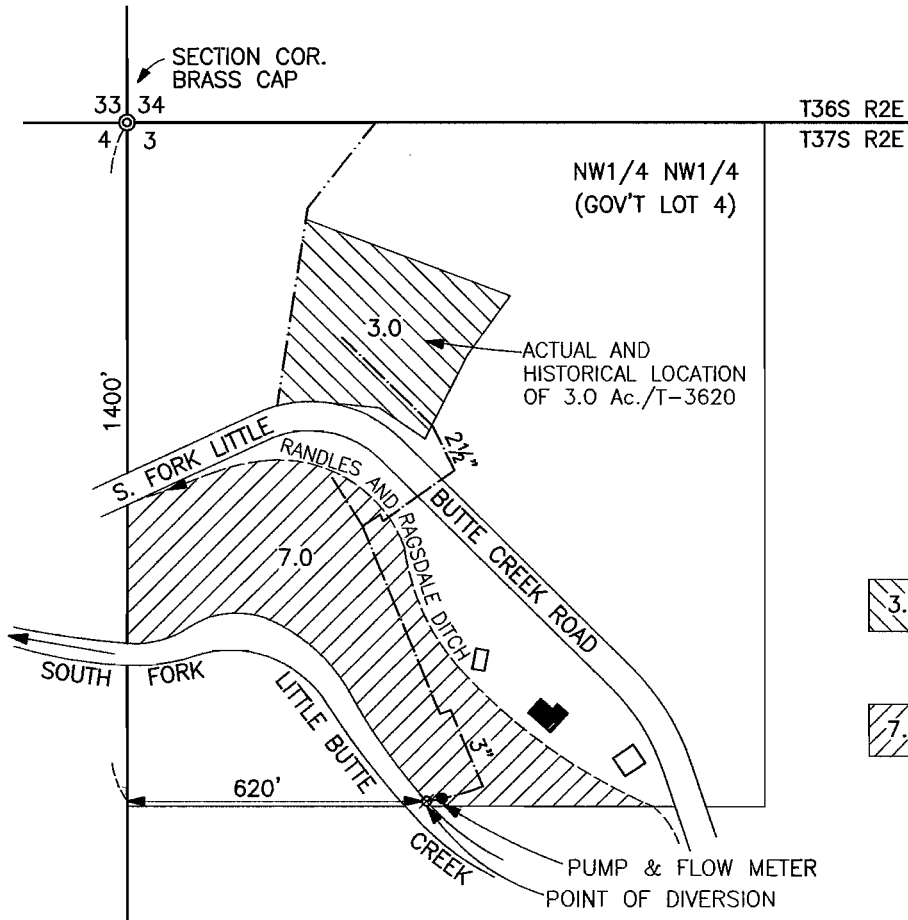 SECTION COR.
BRASS CAP
33 34
4 3
T36S R2E
T37S R2E
NW1/4 NW1/4
(GOV'T LOT 4)
3.0
ACTUAL AND
HISTORICAL LOCATION
OF 3.0 Ac./T-3620
1400'
2½"
S. FORK LITTLE
BUTTE CREEK ROAD
RANDLES AND RAGSDALE DITCH
7.0
3.
7.
SOUTH FORK
LITTLE BUTTE
CREEK
3"
620'
PUMP & FLOW METER
POINT OF DIVERSION